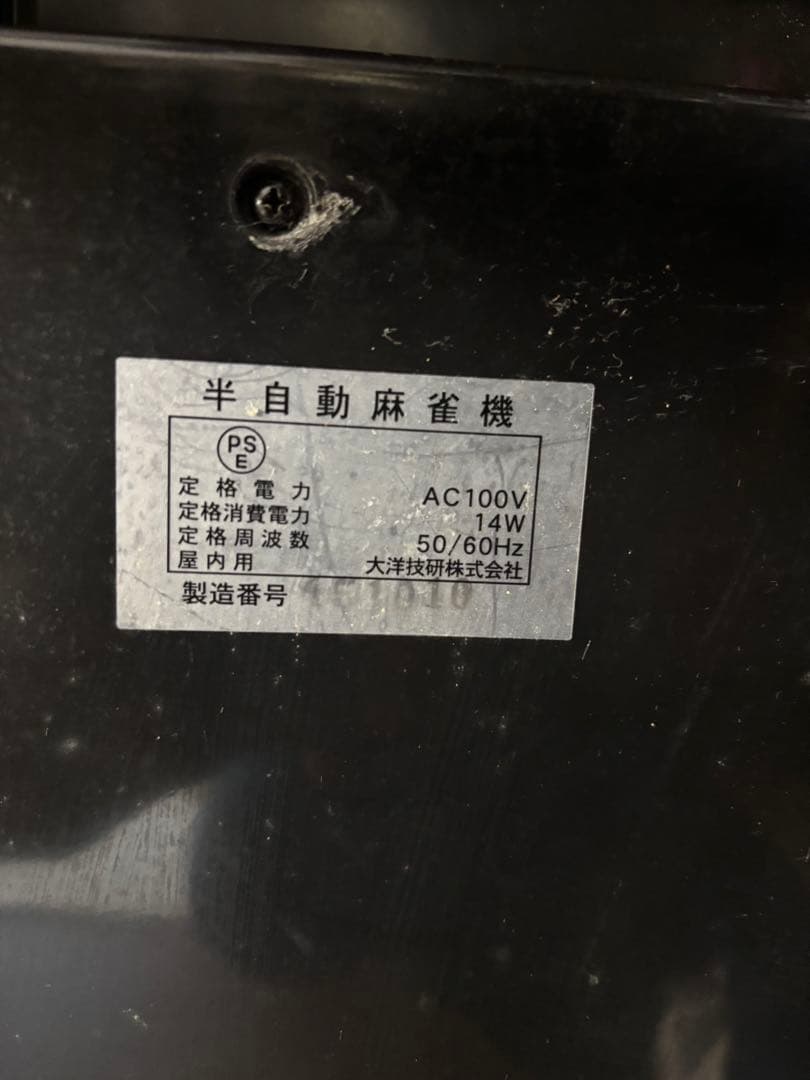 半自動麻雀機
PS
E
定格電力 AC100V
定格消費電力 14W
定格周波数 50/60Hz
屋内用 大洋技研株式会社
製造番号